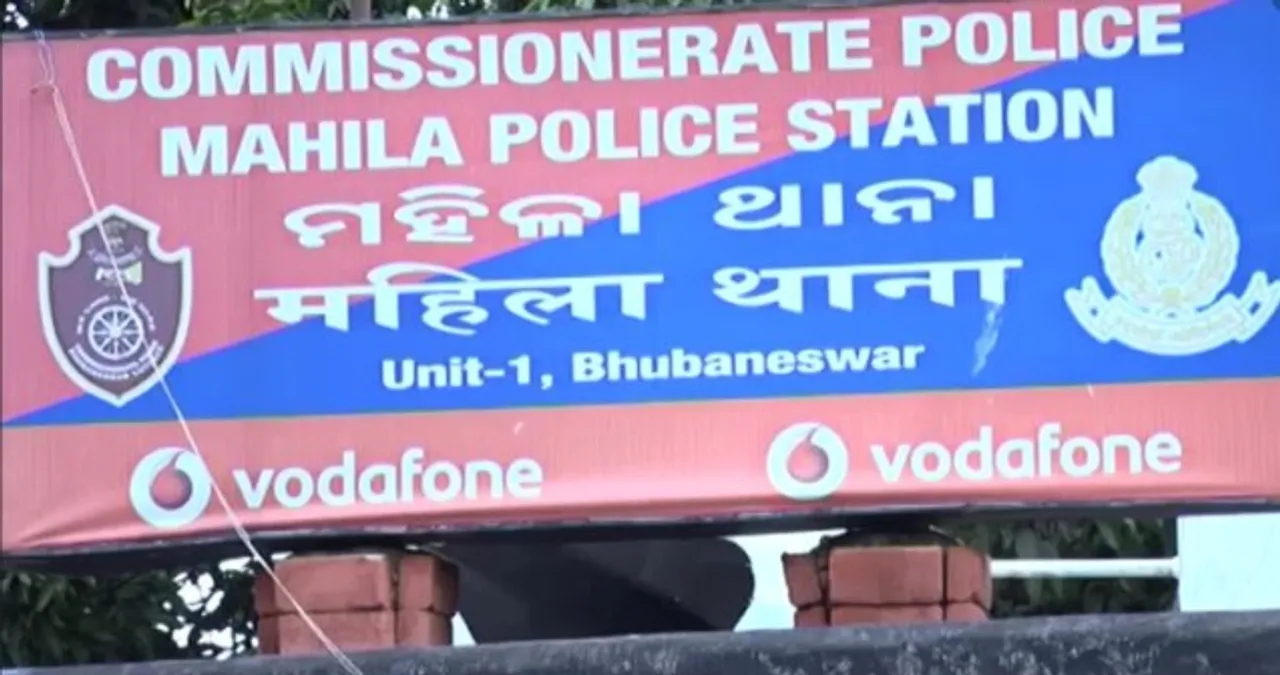 COMMISSIONERATE POLICE
MAHILA POLICE STATION
ମହିଳା ଥାନା
महिला थाना
Unit-1, Bhubaneswar
vodafone vodafone